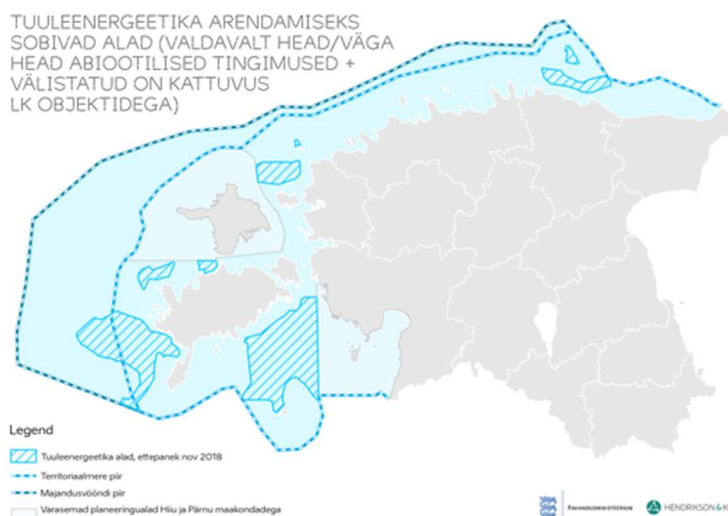 TUULEENERGEETIKA ARENDAMISEKS
SOBIVAD ALAD (VALDAVALT HEAD/VÄGA
HEAD ABIOOTILISED TINGIMUSED +
VÄLISTATUD ON KATTUVUS
LK OBJEKTIDEGA)
Legend
Tuuleenergeetika alad, ettepanek nov 2018
Territoriaalmere piir
Majandusvööndi piir
Varasemad planeeringualad Hiiu ja Pärnu maakondadega
RAHANDUSMINISTEERIUM
HENDRIKSON & K